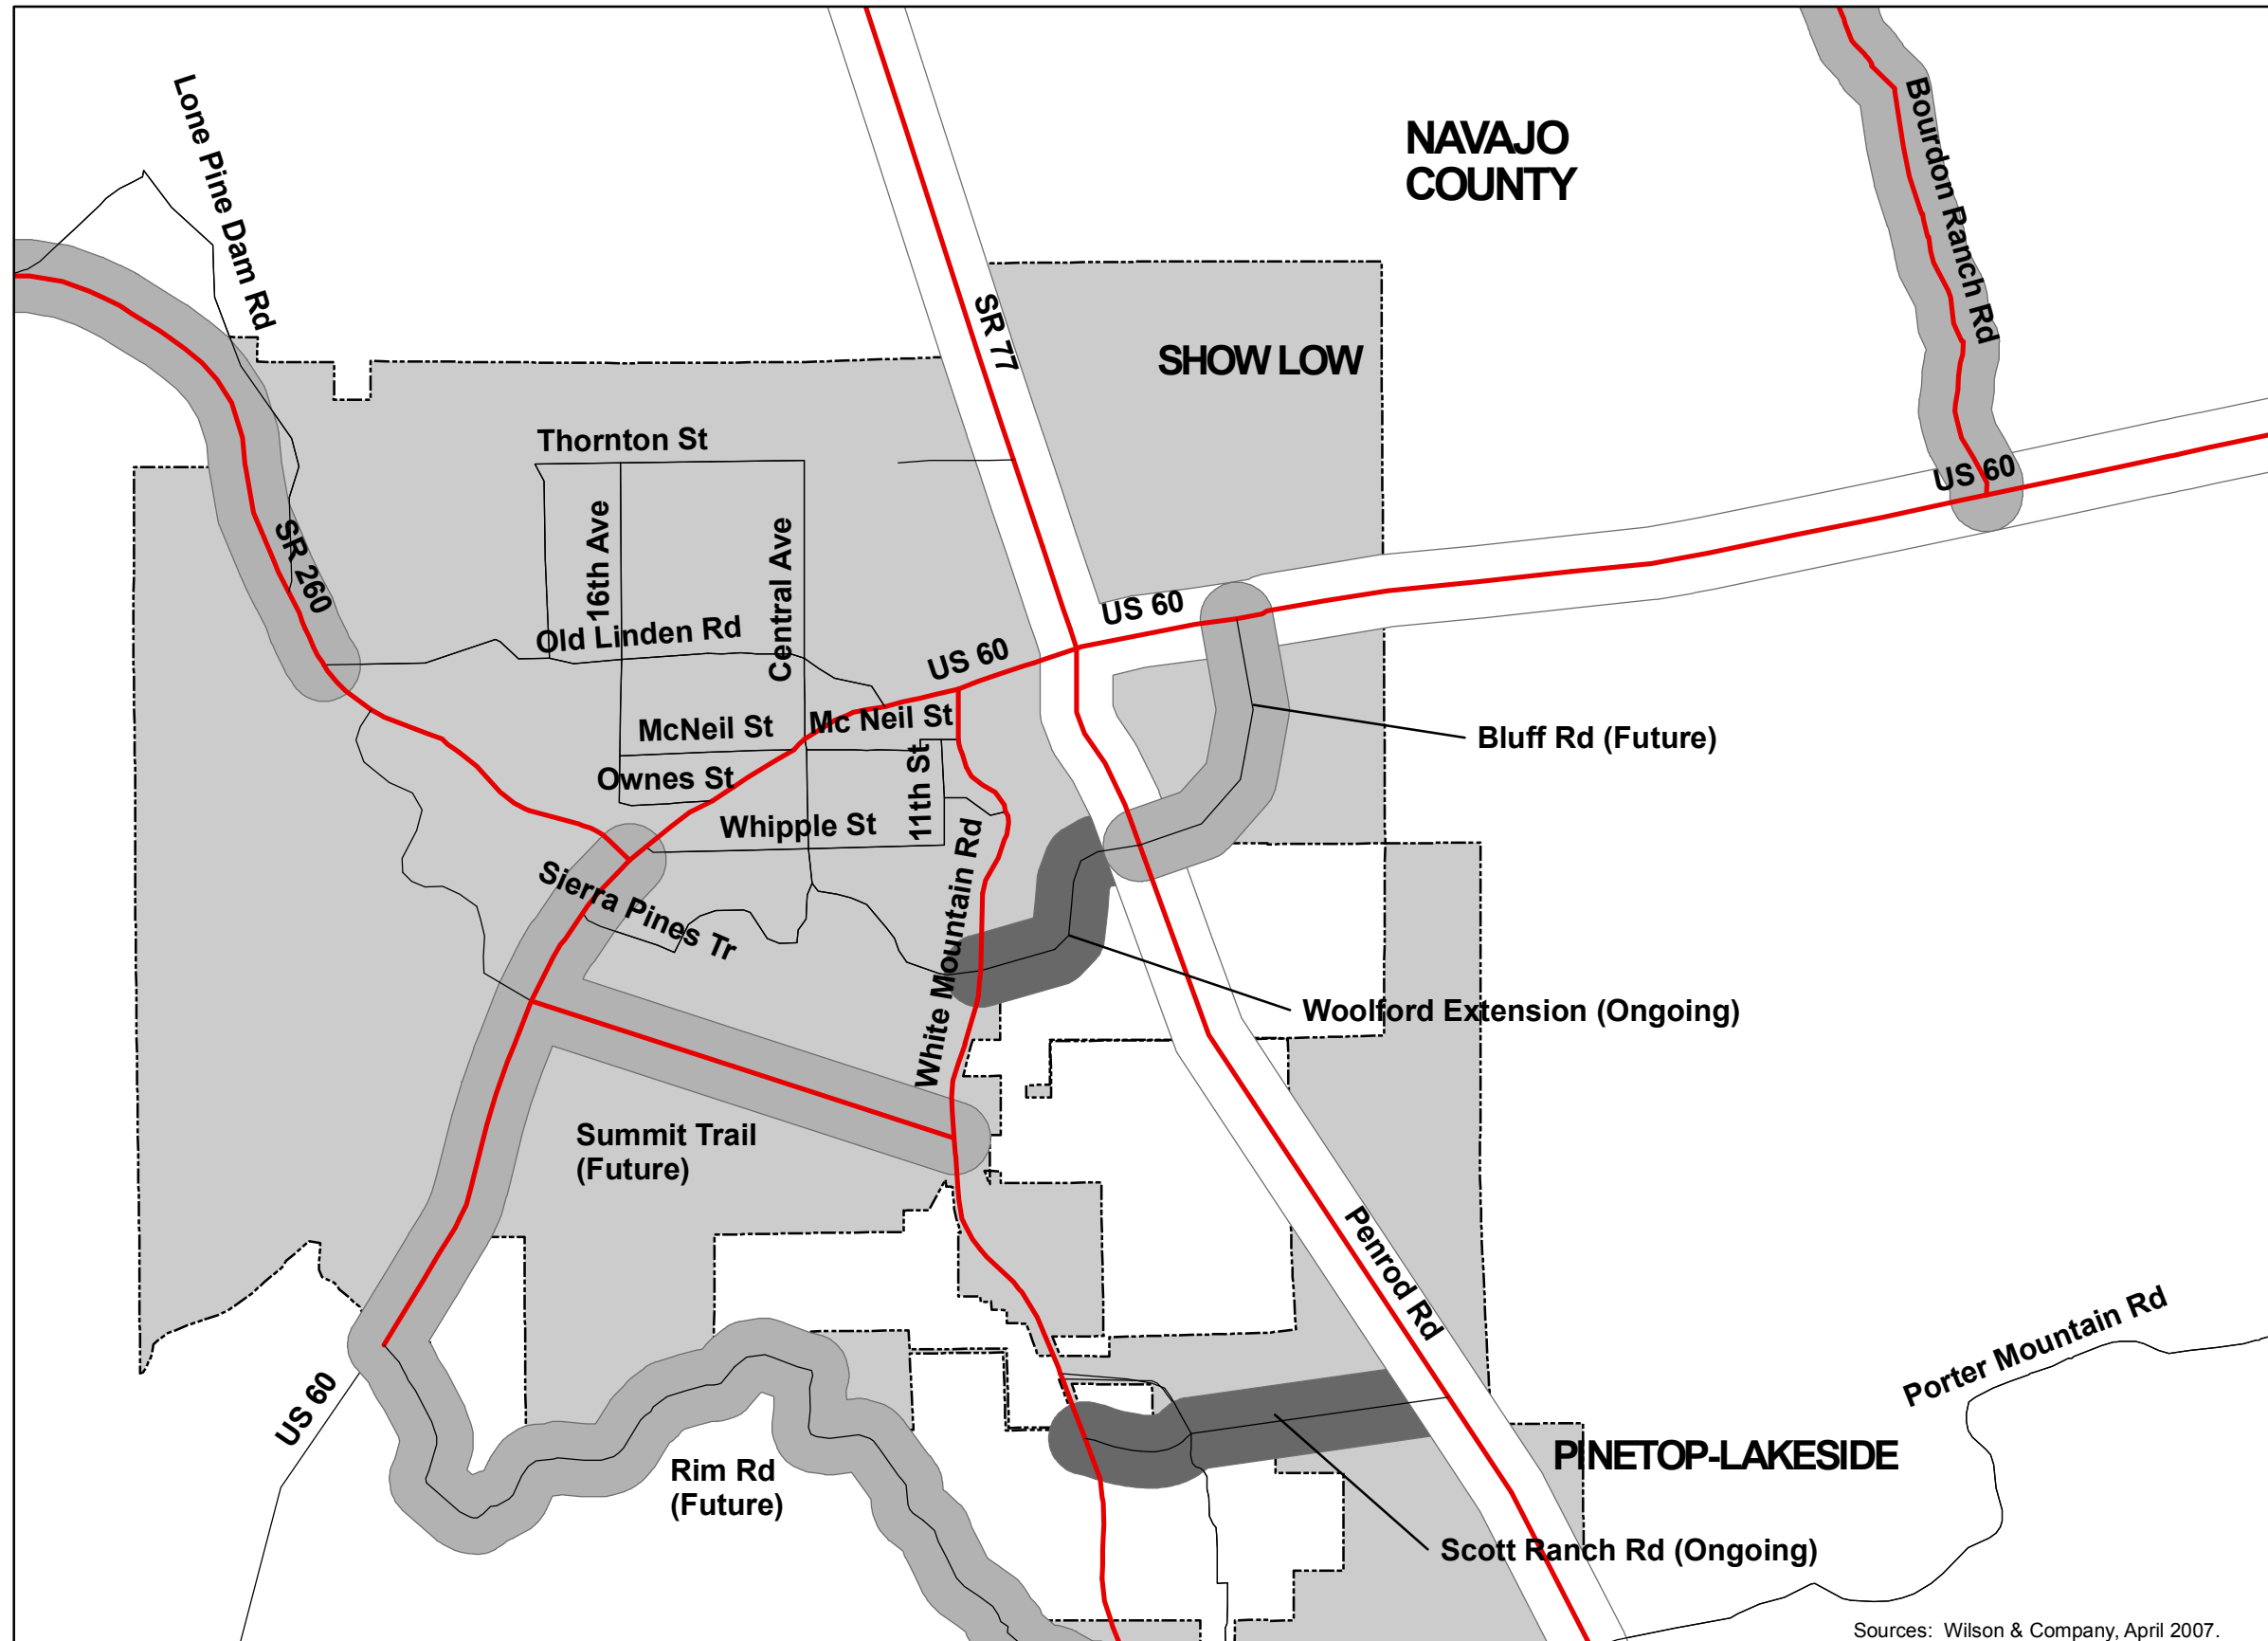 Lone Pine Dam Rd
NAVAJO
COUNTY
Bourdon Ranch Rd
SR 77
SHOW LOW
Thornton St
US 60
16th Ave
Central Ave
SR 260
US 60
Old Linden Rd
US 60
McNeil St
Mc Neil St
Bluff Rd (Future)
Ownes St
11th St
Whipple St
Sierra Pines Tr
White Mountain Rd
Woolford Extension (Ongoing)
Summit Trail
(Future)
Penrod Rd
Porter Mountain Rd
US 60
PINETOP-LAKESIDE
Rim Rd
(Future)
Scott Ranch Rd (Ongoing)
Sources: Wilson & Company, April 2007.